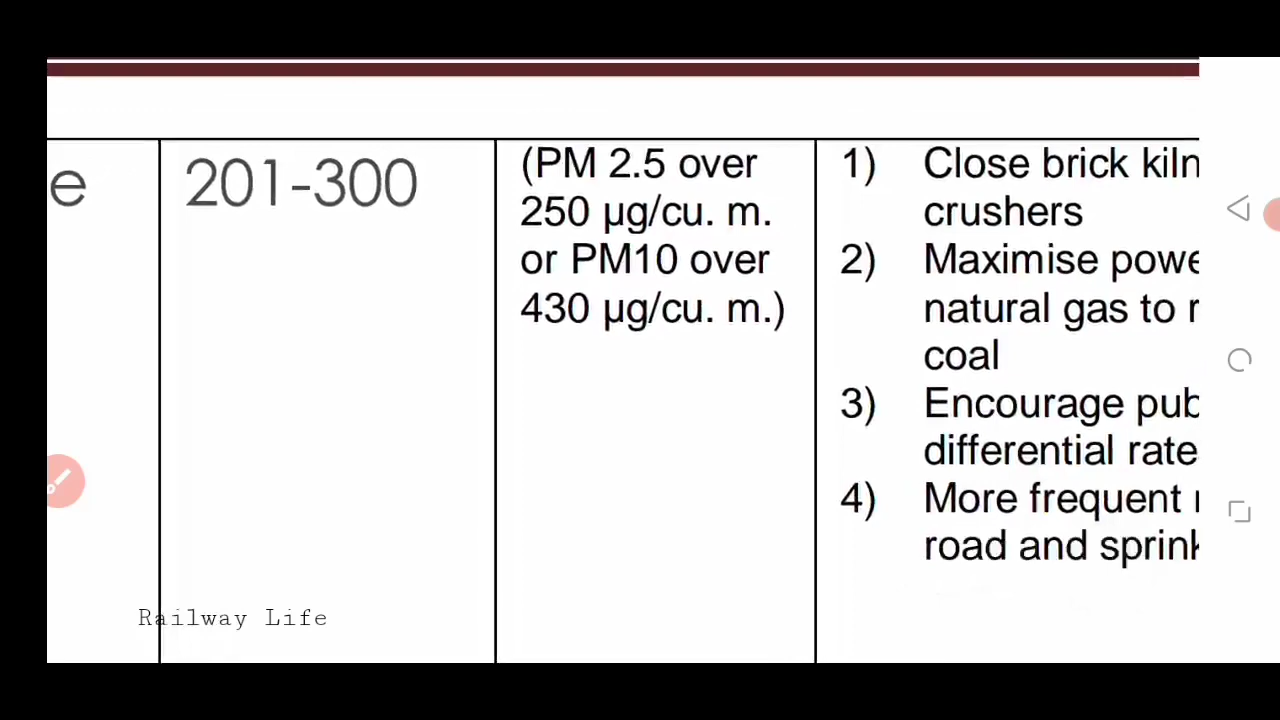 e
201-300
(PM 2.5 over
250 µg/cu. m.
or PM10 over
430 µg/cu. m.)
1) Close brick kiln
crushers
2) Maximise powe
natural gas to r
coal
3) Encourage pub
differential rate
4) More frequent
road and sprink
Railway Life